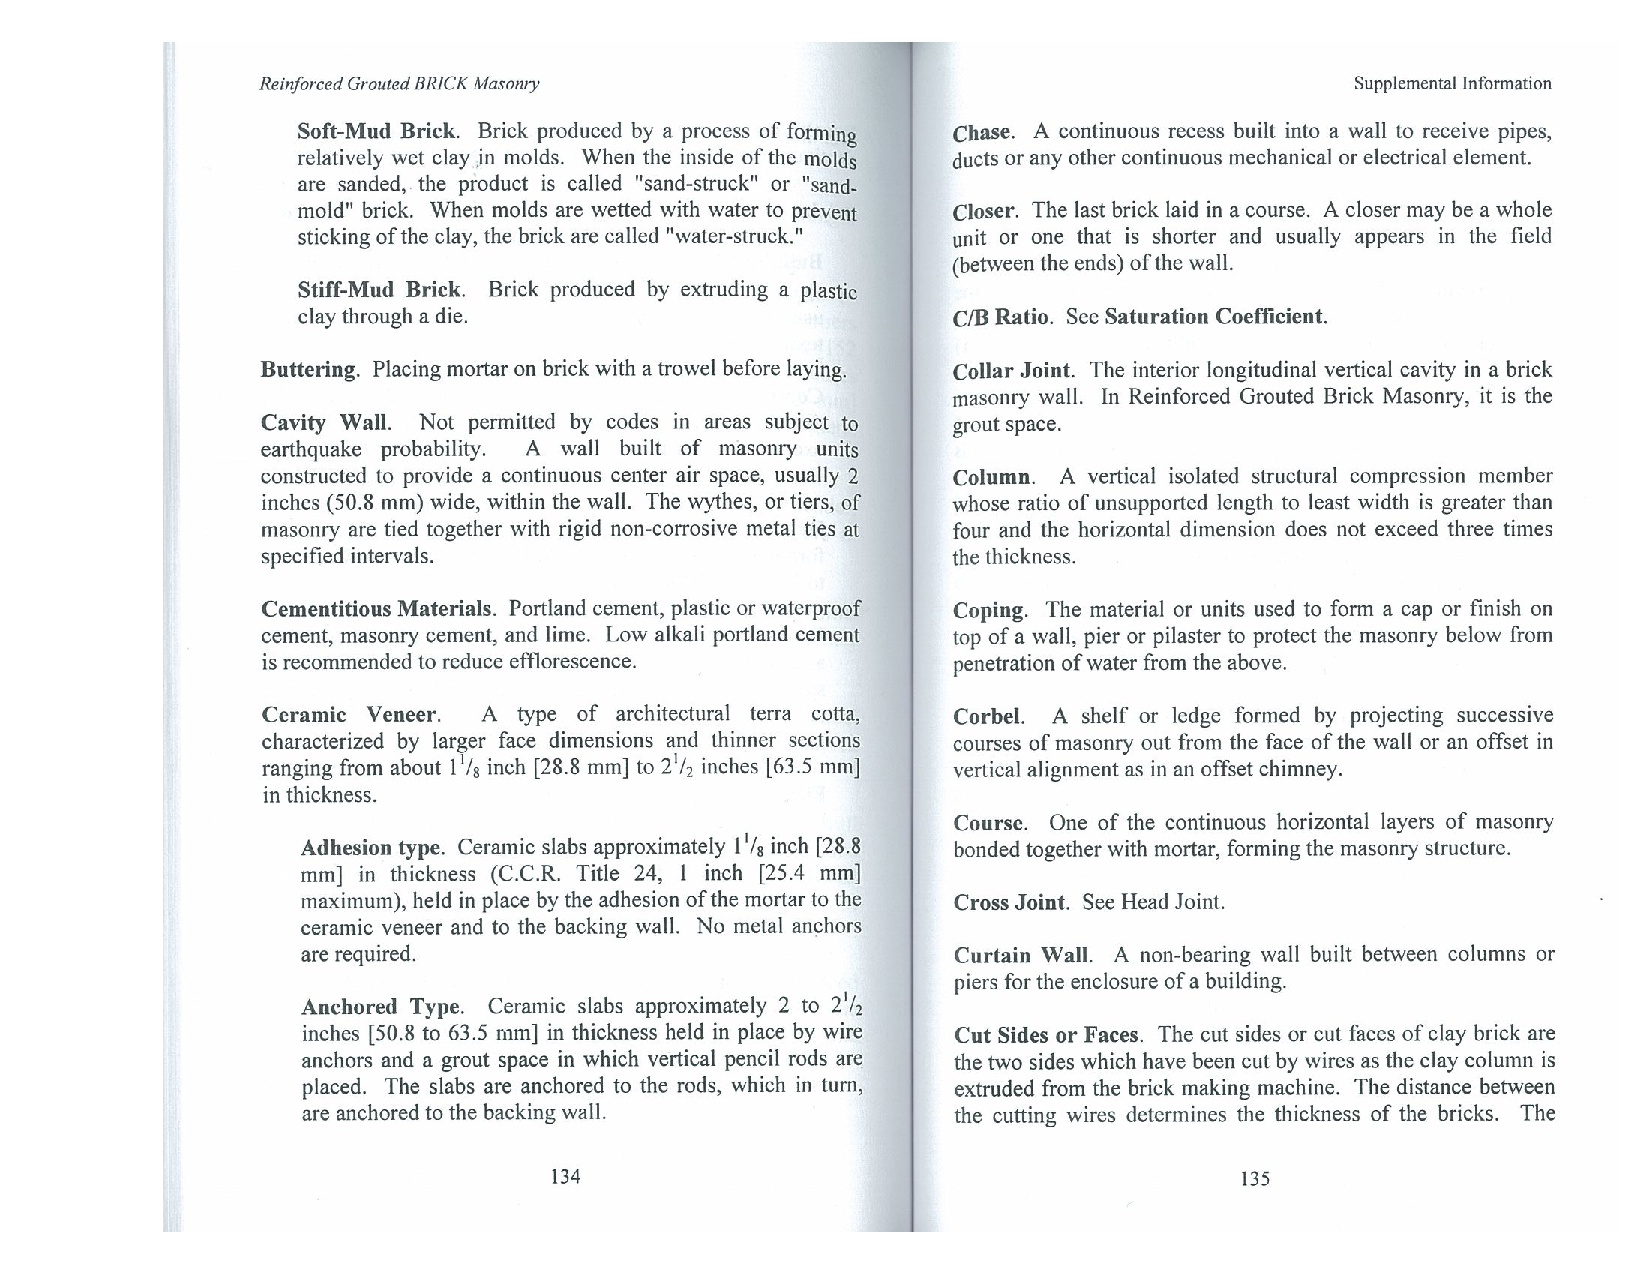 Reinforced Grouted BRICK Masonry
Soft-Mud Brick. Brick produced by a process of forming
relatively wet clay in molds. When the inside of the molds
are sanded, the product is called "sand-struck" or "sand-
mold" brick. When molds are wetted with water to prevent
sticking of the clay, the brick are called "water-struck."
Stiff-Mud Brick. Brick produced by extruding a plastic
clay through a die.
Buttering. Placing mortar on brick with a trowel before laying.
Cavity Wall. Not permitted by codes in areas subject to
earthquake probability. A wall built of masonry units
constructed to provide a continuous center air space, usually 2
inches (50.8 mm) wide, within the wall. The wythes, or tiers, of
masonry are tied together with rigid non-corrosive metal ties at
specified intervals.
Cementitious Materials. Portland cement, plastic or waterproof
cement, masonry cement, and lime. Low alkali portland cement
is recommended to reduce efflorescence.
Ceramic Veneer. A type of architectural terra cotta,
characterized by larger face dimensions and thinner sections
ranging from about 1 1/8 inch [28.8 mm] to 2 1/2 inches [63.5 mm]
in thickness.
Adhesion type. Ceramic slabs approximately 1 1/8 inch [28.8
mm] in thickness (C.C.R. Title 24, 1 inch [25.4 mm]
maximum), held in place by the adhesion of the mortar to the
ceramic veneer and to the backing wall. No metal anchors
are required.
Anchored Type. Ceramic slabs approximately 2 to 2 1/2
inches [50.8 to 63.5 mm] in thickness held in place by wire
anchors and a grout space in which vertical pencil rods are
placed. The slabs are anchored to the rods, which in turn,
are anchored to the backing wall.
134
Supplemental Information
Chase. A continuous recess built into a wall to receive pipes,
ducts or any other continuous mechanical or electrical element.
Closer. The last brick laid in a course. A closer may be a whole
unit or one that is shorter and usually appears in the field
(between the ends) of the wall.
C/B Ratio. See Saturation Coefficient.
Collar Joint. The interior longitudinal vertical cavity in a brick
masonry wall. In Reinforced Grouted Brick Masonry, it is the
grout space.
Column. A vertical isolated structural compression member
whose ratio of unsupported length to least width is greater than
four and the horizontal dimension does not exceed three times
the thickness.
Coping. The material or units used to form a cap or finish on
top of a wall, pier or pilaster to protect the masonry below from
penetration of water from the above.
Corbel. A shelf or ledge formed by projecting successive
courses of masonry out from the face of the wall or an offset in
vertical alignment as in an offset chimney.
Course. One of the continuous horizontal layers of masonry
bonded together with mortar, forming the masonry structure.
Cross Joint. See Head Joint.
Curtain Wall. A non-bearing wall built between columns or
piers for the enclosure of a building.
Cut Sides or Faces. The cut sides or cut faces of clay brick are
the two sides which have been cut by wires as the clay column is
extruded from the brick making machine. The distance between
the cutting wires determines the thickness of the bricks. The
135